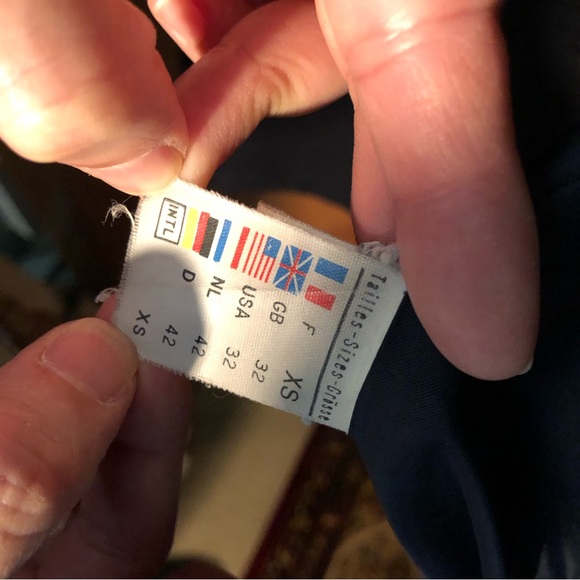 Tailles-Sizes-Grösse
F XS
GB 32
USA 32
NL 42
D 42
INTL XS